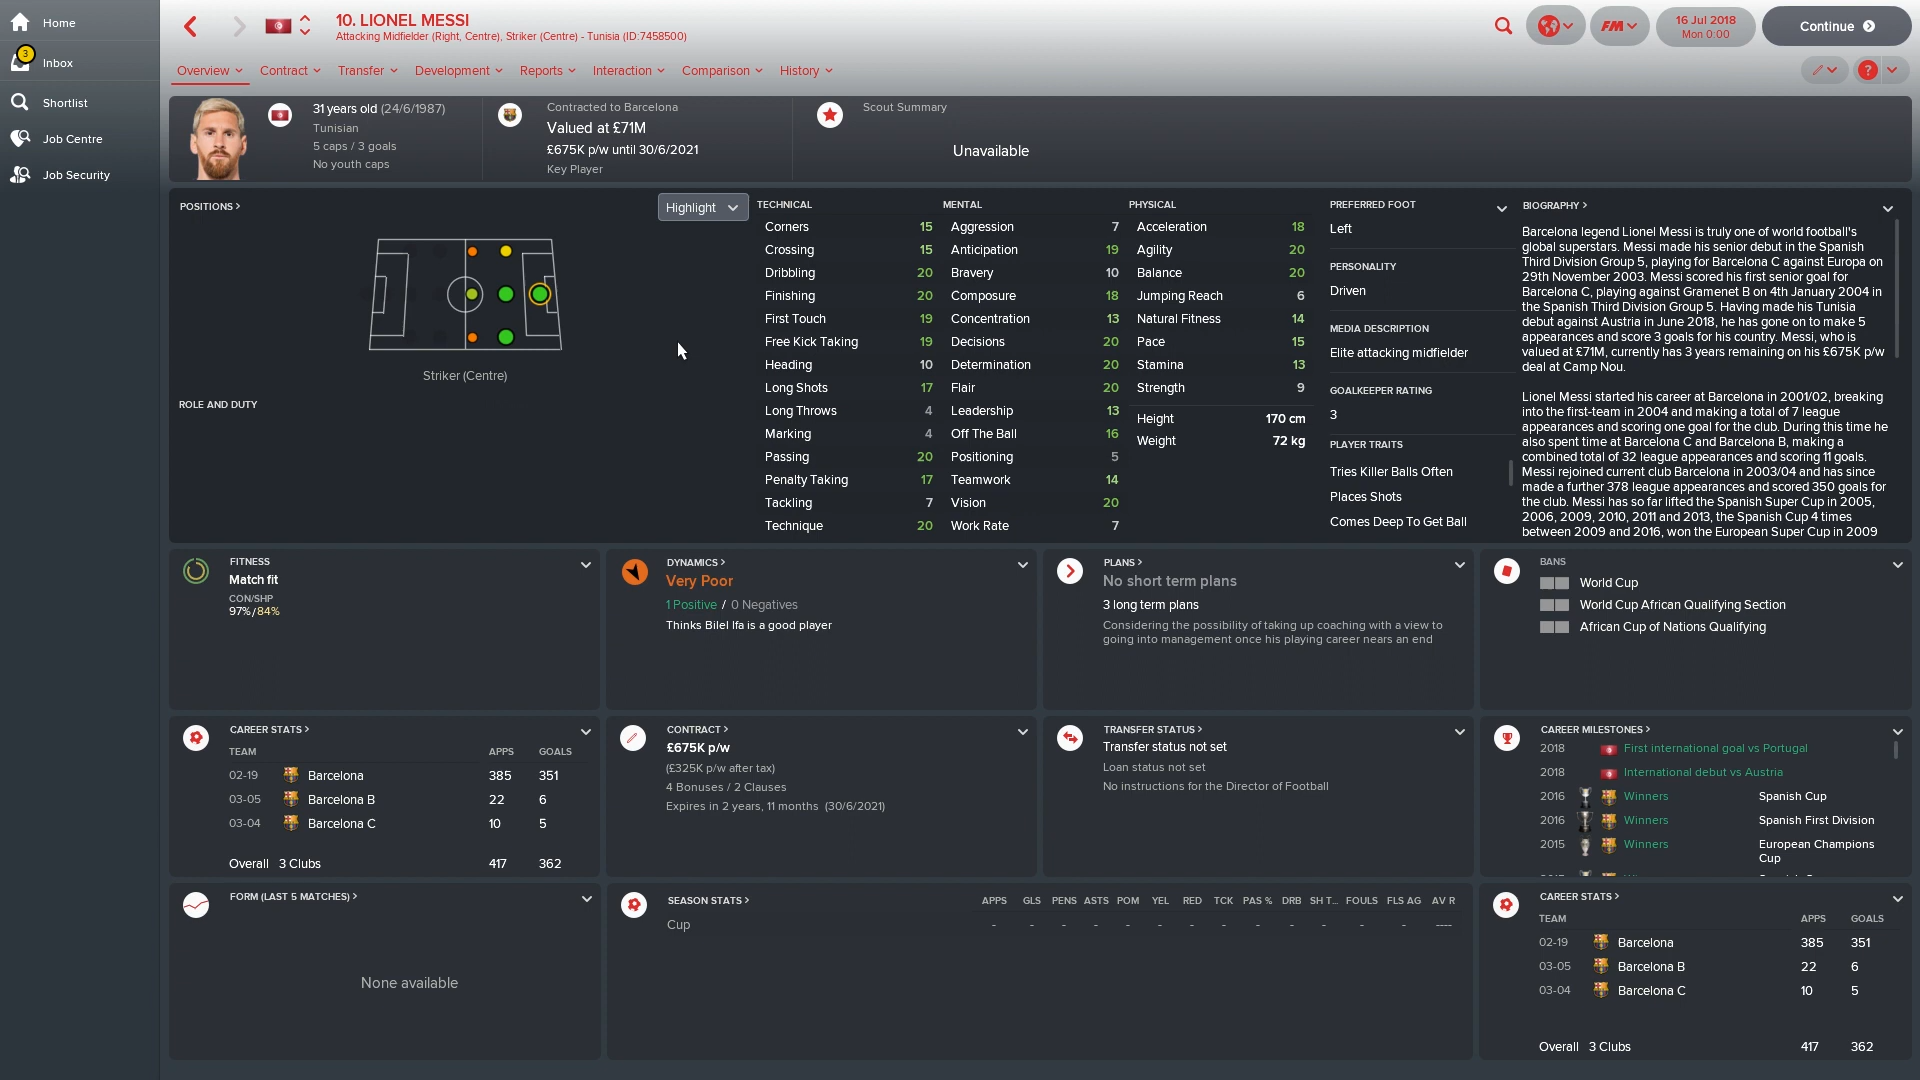 Home
3
Inbox
Shortlist
Job Centre
Job Security
10. LIONEL MESSI
Attacking Midfielder (Right, Centre), Striker (Centre) - Tunisia (ID:7458500)
FM
16 Jul 2018
Mon 0:00
Continue
Overview
Contract
Transfer
Development
Reports
Interaction
Comparison
History
?
31 years old (24/6/1987)
Tunisian
5 caps / 3 goals
No youth caps
Contracted to Barcelona
Valued at £71M
£675K p/w until 30/6/2021
Key Player
Scout Summary
Unavailable
POSITIONS >
Highlight
Striker (Centre)
ROLE AND DUTY
TECHNICAL
Corners 15
Crossing 15
Dribbling 20
Finishing 20
First Touch 19
Free Kick Taking 19
Heading 10
Long Shots 17
Long Throws 4
Marking 4
Passing 20
Penalty Taking 17
Tackling 7
Technique 20
MENTAL
Aggression 7
Anticipation 19
Bravery 10
Composure 18
Concentration 13
Decisions 20
Determination 20
Flair 20
Leadership 13
Off The Ball 16
Positioning 5
Teamwork 14
Vision 20
Work Rate 7
PHYSICAL
Acceleration 18
Agility 20
Balance 20
Jumping Reach 6
Natural Fitness 14
Pace 15
Stamina 13
Strength 9
Height 170 cm
Weight 72 kg
PREFERRED FOOT
Left
PERSONALITY
Driven
MEDIA DESCRIPTION
Elite attacking midfielder
GOALKEEPER RATING
3
PLAYER TRAITS
Tries Killer Balls Often
Places Shots
Comes Deep To Get Ball
BIOGRAPHY >
Barcelona legend Lionel Messi is truly one of world football's
global superstars. Messi made his senior debut in the Spanish
Third Division Group 5, playing for Barcelona C against Europa on
29th November 2003. Messi scored his first senior goal for
Barcelona C, playing against Gramenet B on 4th January 2004 in
the Spanish Third Division Group 5. Having made his Tunisia
debut against Austria in June 2018, he has gone on to make 5
appearances and score 3 goals for his country. Messi, who is
valued at £71M, currently has 3 years remaining on his £675K p/w
deal at Camp Nou.
Lionel Messi started his career at Barcelona in 2001/02, breaking
into the first-team in 2004 and making a total of 7 league
appearances and scoring one goal for the club. During this time he
also spent time at Barcelona C and Barcelona B, making a
combined total of 32 league appearances and scoring 11 goals.
Messi rejoined current club Barcelona in 2003/04 and has since
made a further 378 league appearances and scored 350 goals for
the club. Messi has so far lifted the Spanish Super Cup in 2005,
2006, 2009, 2010, 2011 and 2013, the Spanish Cup 4 times
between 2009 and 2016, won the European Super Cup in 2009
FITNESS
Match fit
CON/SHP
97%/84%
DYNAMICS >
Very Poor
1 Positive / 0 Negatives
Thinks Bilel Ifa is a good player
PLANS >
No short term plans
3 long term plans
Considering the possibility of taking up coaching with a view to
going into management once his playing career nears an end
BANS
World Cup
World Cup African Qualifying Section
African Cup of Nations Qualifying
CAREER STATS >
TEAM APPS GOALS
02-19 Barcelona 385 351
03-05 Barcelona B 22 6
03-04 Barcelona C 10 5
Overall 3 Clubs 417 362
CONTRACT >
£675K p/w
(£325K p/w after tax)
4 Bonuses / 2 Clauses
Expires in 2 years, 11 months (30/6/2021)
TRANSFER STATUS >
Transfer status not set
Loan status not set
No instructions for the Director of Football
CAREER MILESTONES >
2018 First international goal vs Portugal
2018 International debut vs Austria
2016 Winners Spanish Cup
2016 Winners Spanish First Division
2015 Winners European Champions
Cup
FORM (LAST 5 MATCHES) >
None available
SEASON STATS >
APPS GLS PENS ASTS POM YEL RED TCK PAS % DRB SH T... FOULS FLS AG AV R
Cup - - - - - - - - - - - - - ---
CAREER STATS >
TEAM APPS GOALS
02-19 Barcelona 385 351
03-05 Barcelona B 22 6
03-04 Barcelona C 10 5
Overall 3 Clubs 417 362